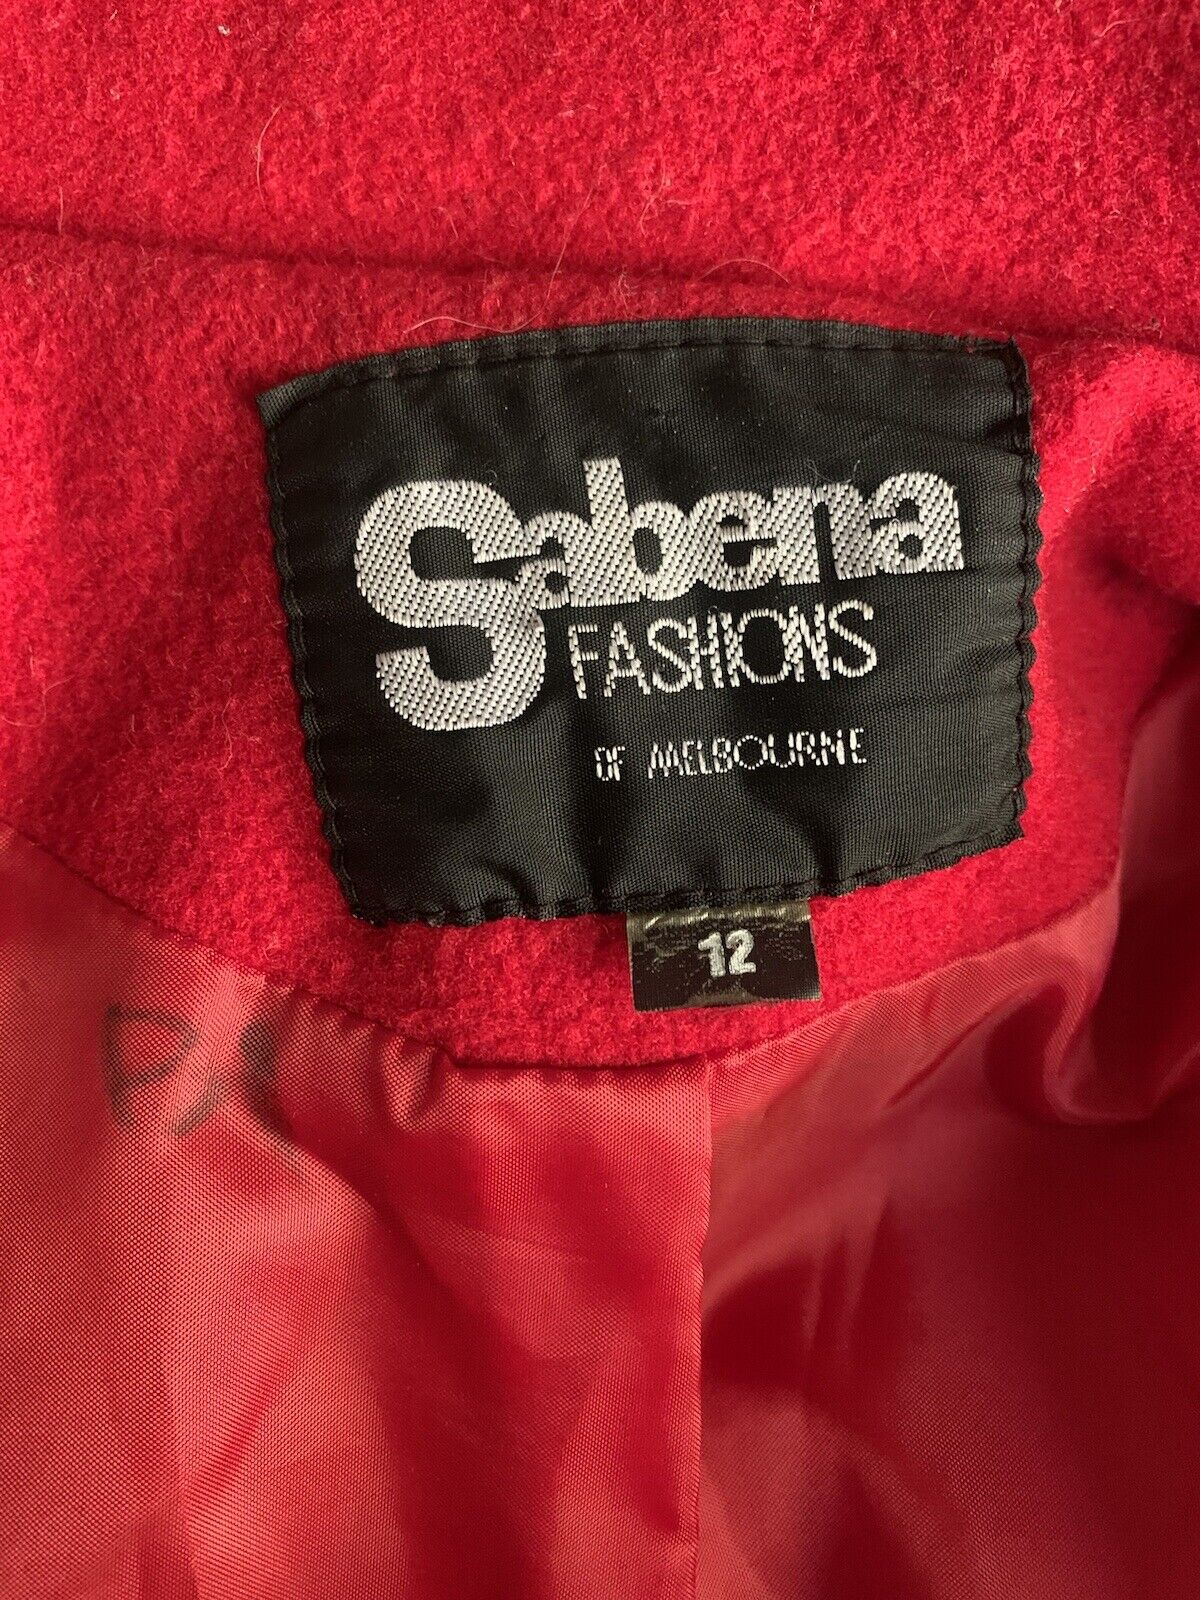 Sabena
FASHIONS
OF MELBOURNE
12